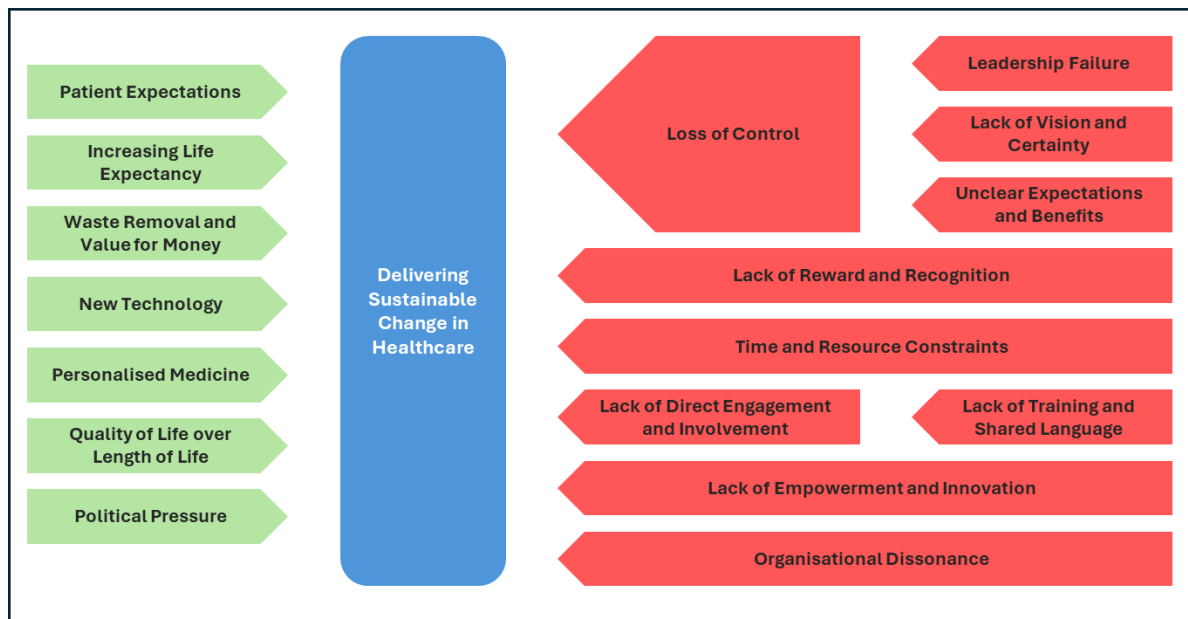 Patient Expectations
Increasing Life
Expectancy
Waste Removal and
Value for Money
New Technology
Personalised Medicine
Quality of Life over
Length of Life
Political Pressure
Delivering
Sustainable
Change in
Healthcare
Loss of Control
Leadership Failure
Lack of Vision and
Certainty
Unclear Expectations
and Benefits
Lack of Reward and Recognition
Time and Resource Constraints
Lack of Direct Engagement
and Involvement
Lack of Training and
Shared Language
Lack of Empowerment and Innovation
Organisational Dissonance